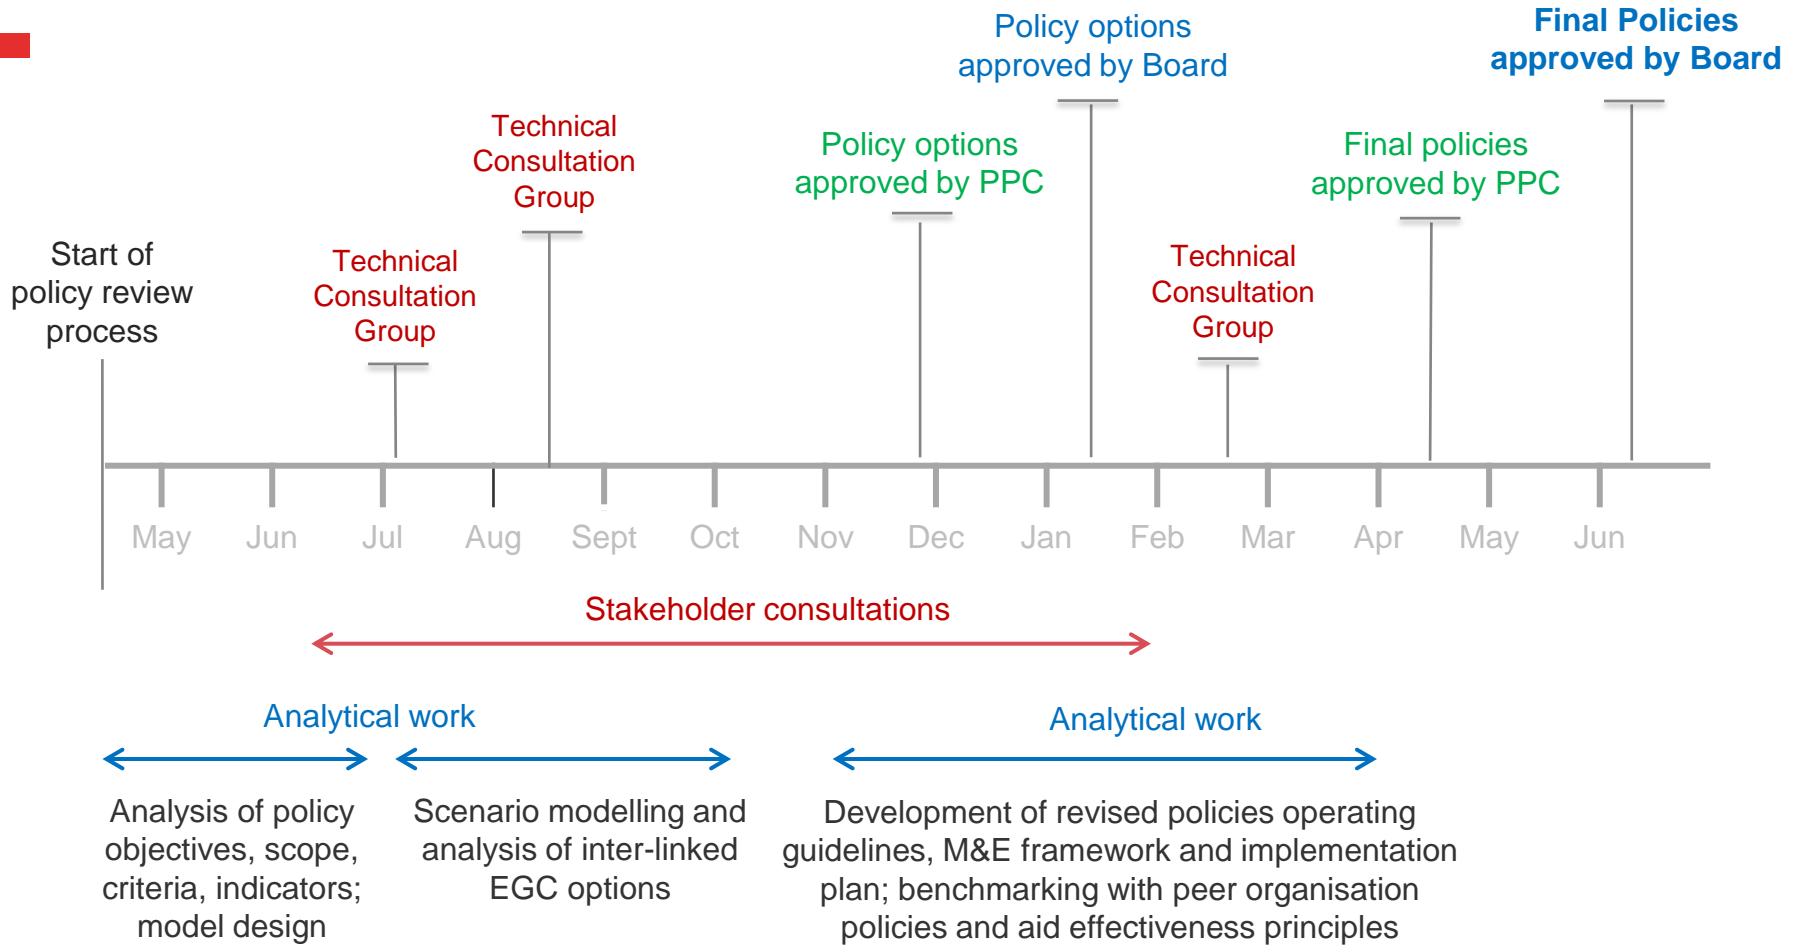 Policy options
approved by Board
Final Policies
approved by Board
Technical
Consultation
Group
Policy options
approved by PPC
Final policies
approved by PPC
Start of
policy review
process
Technical
Consultation
Group
Technical
Consultation
Group
May Jun Jul Aug Sept Oct Nov Dec Jan Feb Mar Apr May Jun
Stakeholder consultations
Analytical work
Analytical work
Analysis of policy
objectives, scope,
criteria, indicators;
model design
Scenario modelling and
analysis of inter-linked
EGC options
Development of revised policies operating
guidelines, M&E framework and implementation
plan; benchmarking with peer organisation
policies and aid effectiveness principles